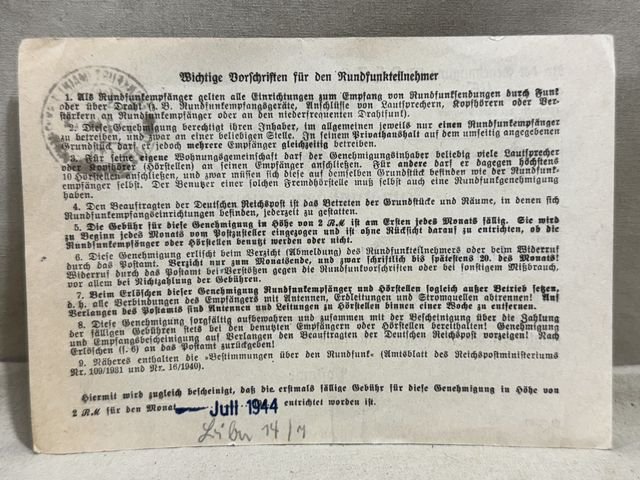 Wichtige Vorschriften für den Rundfunkteilnehmer
1. Als Rundfunkempfänger gelten alle Einrichtungen zum Empfang von Rundfunksendungen durch Funk
oder über Draht (z. B. Rundfunkempfangsgeräte, Anschlüsse von Lautsprechern, Kopfhörern oder Ver-
stärkern an Rundfunkempfänger oder an den niederfrequenten Drahtfunk).
2. Diese Genehmigung berechtigt ihren Inhaber, im allgemeinen jeweils nur einen Rundfunkempfänger
zu betreiben, und zwar an einer beliebigen Stelle. In seinem Privathaushalt auf dem umseitig angegebenen
Grundstück darf er jedoch mehrere Empfänger gleichzeitig betreiben.
3. Für seine eigene Wohnungsgemeinschaft darf der Genehmigungsinhaber beliebig viele Lautsprecher
oder Kopfhörer (Hörstellen) an seinen Empfänger anschließen. Für andere darf er dagegen höchstens
10 Hörstellen anschließen, und zwar müssen sich diese auf demselben Grundstück befinden wie der Rundfunk-
empfänger selbst. Der Benutzer einer solchen Fremdhörstelle muß selbst auch eine Rundfunkgenehmigung
haben.
4. Den Beauftragten der Deutschen Reichspost ist das Betreten der Grundstücke und Räume, in denen sich
Rundfunkempfangseinrichtungen befinden, jederzeit zu gestatten.
5. Die Gebühr für diese Genehmigung in Höhe von 2 RM ist am Ersten jedes Monats fällig. Sie wird
zu Beginn jedes Monats vom Postzusteller eingezogen und ist ohne Rücksicht darauf zu entrichten, ob die
Rundfunkempfänger oder Hörstellen benutzt werden oder nicht.
6. Diese Genehmigung erlischt beim Verzicht (Abmeldung) des Rundfunkteilnehmers oder beim Widerruf
durch das Postamt. Verzicht nur zum Monatsende, und zwar schriftlich bis spätestens 20. des Monats!
Widerruf durch das Postamt bei Verstößen gegen die Rundfunkvorschriften oder bei sonstigem Mißbrauch,
vor allem bei Nichtzahlung der Gebühren.
7. Beim Erlöschen dieser Genehmigung Rundfunkempfänger und Hörstellen sogleich außer Betrieb setzen,
d. h. alle Verbindungen des Empfängers mit Antennen, Erdleitungen und Stromquellen abtrennen! Auf
Verlangen des Postamts sind Antennen und Leitungen zu Hörstellen binnen einer Woche zu entfernen.
8. Diese Genehmigung sorgfältig aufbewahren und zusammen mit der Bescheinigung über die Zahlung
der fälligen Gebühren stets bei den benutzten Empfängern oder Hörstellen bereithalten! Genehmigung
und Empfangsbescheinigung auf Verlangen den Beauftragten der Deutschen Reichspost vorzeigen! Nach
Erlöschen (s. 6) an das Postamt zurückgeben!
9. Näheres enthalten die »Bestimmungen über den Rundfunk« (Amtsblatt des Reichspostministeriums
Nr. 109/1931 und Nr. 16/1940).
Hiermit wird zugleich bescheinigt, daß die erstmals fällige Gebühr für diese Genehmigung in Höhe von
2 RM für den Monat Juli 1944 entrichtet worden ist.